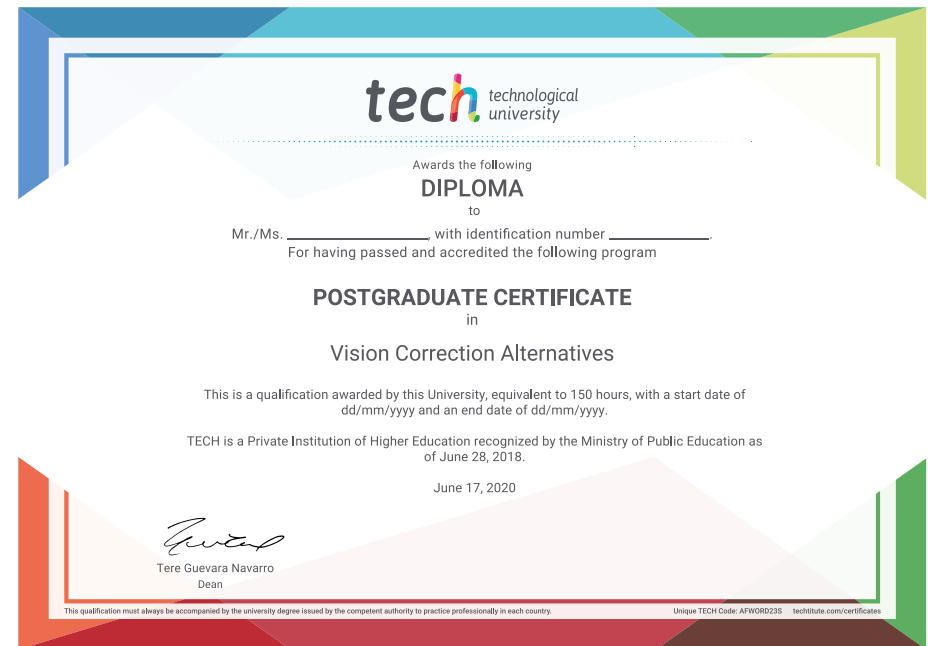 tech technological
university
Awards the following
DIPLOMA
to
Mr./Ms. ____________________, with identification number ______________.
For having passed and accredited the following program
POSTGRADUATE CERTIFICATE
in
Vision Correction Alternatives
This is a qualification awarded by this University, equivalent to 150 hours, with a start date of
dd/mm/yyyy and an end date of dd/mm/yyyy.
TECH is a Private Institution of Higher Education recognized by the Ministry of Public Education as
of June 28, 2018.
June 17, 2020
Tere Guevara Navarro
Dean
This qualification must always be accompanied by the university degree issued by the competent authority to practice professionally in each country.
Unique TECH Code: AFWORD23S techtitute.com/certificates